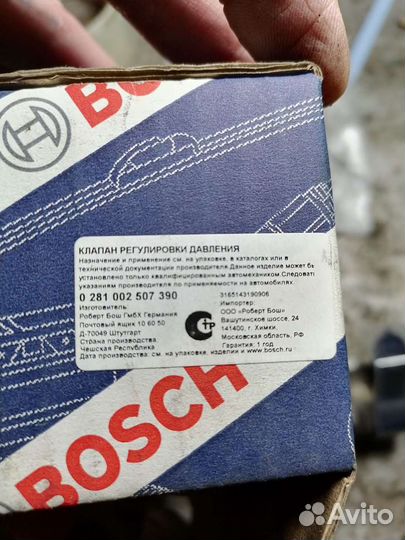 BOSCH
КЛАПАН РЕГУЛИРОВКИ ДАВЛЕНИЯ
Назначение и применение см. на упаковке, в каталогах или в
технической документации производителя.Данное изделие может бы
установлено только квалифицированным автомехаником.Следоват
указаниям производителя по применяемости на автомобилях.
0 281 002 507 390
3165143190906
Изготовитель:
Роберт Бош ГмбХ Германия
Почтовый ящик 10 60 50
Д-70049 Штутгарт
Страна производства
Чешская Республика
Дата производства: см. на упаковке, изделии и www.bosch.ru
Импортер:
ООО «Роберт Бош»
Вашутинское шоссе, 24
141400, г. Химки,
Московская область, РФ
Гарантия: 1 год
BOSCH
Avito